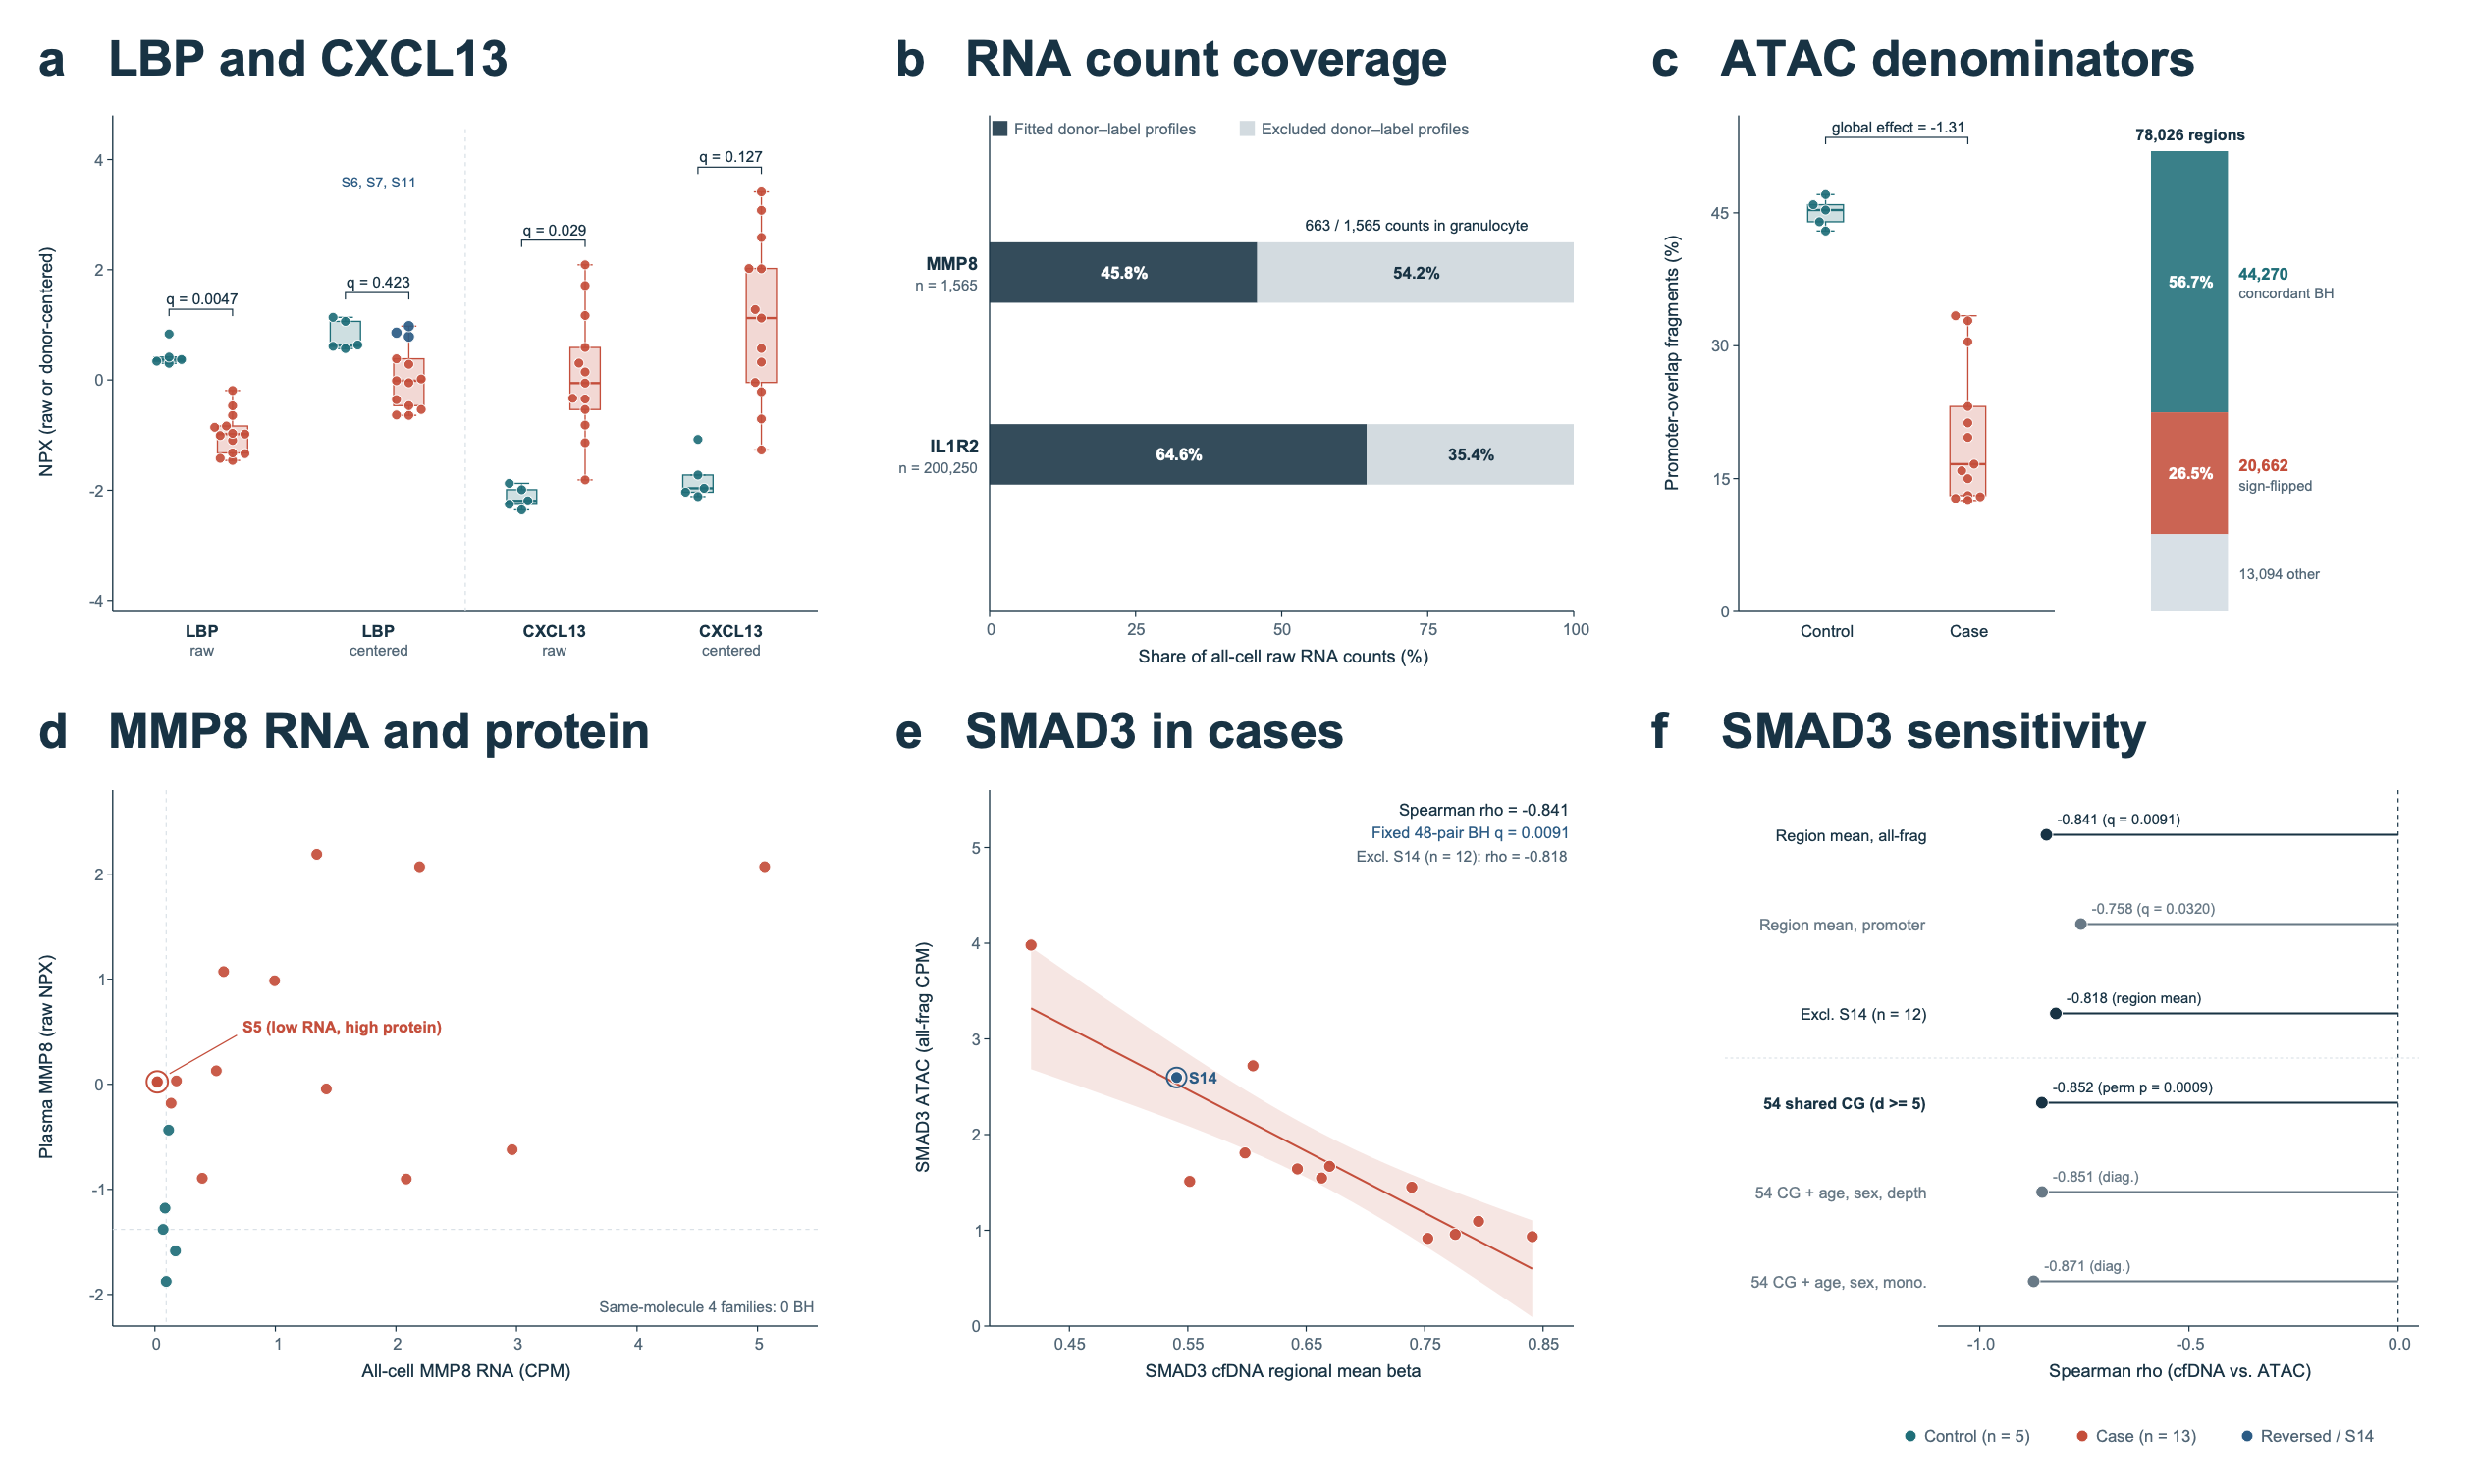 a LBP and CXCL13
NPX (raw or donor-centered)
4
2
0
-2
-4
q = 0.0047
S6, S7, S11
q = 0.423
q = 0.029
q = 0.127
LBP
raw
LBP
centered
CXCL13
raw
CXCL13
centered
b RNA count coverage
Fitted donor–label profiles
Excluded donor–label profiles
663 / 1,565 counts in granulocyte
MMP8
n = 1,565
45.8%
54.2%
IL1R2
n = 200,250
64.6%
35.4%
0 25 50 75 100
Share of all-cell raw RNA counts (%)
c ATAC denominators
Promoter-overlap fragments (%)
45
30
15
0
global effect = -1.31
Control
Case
78,026 regions
56.7%
44,270
concordant BH
26.5%
20,662
sign-flipped
13,094 other
d MMP8 RNA and protein
Plasma MMP8 (raw NPX)
2
1
0
-1
-2
S5 (low RNA, high protein)
Same-molecule 4 families: 0 BH
0 1 2 3 4 5
All-cell MMP8 RNA (CPM)
e SMAD3 in cases
SMAD3 ATAC (all-frag CPM)
5
4
3
2
1
0
Spearman rho = -0.841
Fixed 48-pair BH q = 0.0091
Excl. S14 (n = 12): rho = -0.818
S14
0.45 0.55 0.65 0.75 0.85
SMAD3 cfDNA regional mean beta
f SMAD3 sensitivity
Region mean, all-frag
-0.841 (q = 0.0091)
Region mean, promoter
-0.758 (q = 0.0320)
Excl. S14 (n = 12)
-0.818 (region mean)
54 shared CG (d >= 5)
-0.852 (perm p = 0.0009)
54 CG + age, sex, depth
-0.851 (diag.)
54 CG + age, sex, mono.
-0.871 (diag.)
-1.0 -0.5 0.0
Spearman rho (cfDNA vs. ATAC)
Control (n = 5)
Case (n = 13)
Reversed / S14